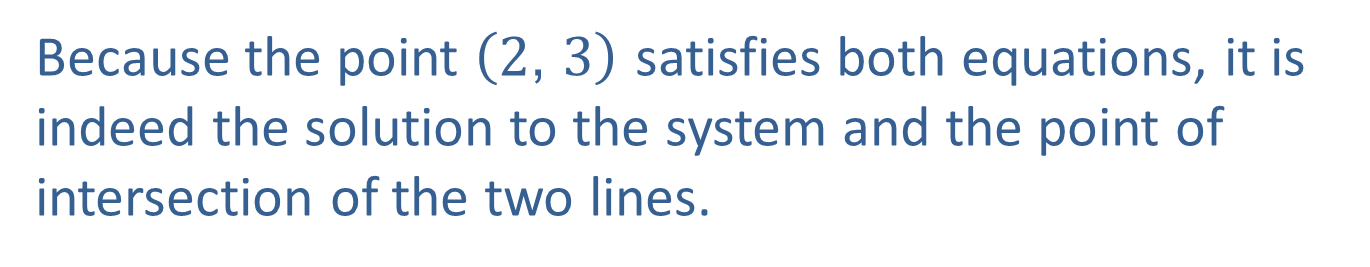 Because the point (2, 3) satisfies both equations, it is
indeed the solution to the system and the point of
intersection of the two lines.